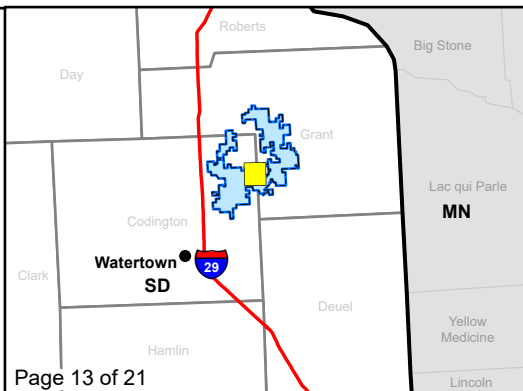 Roberts
Big Stone
Day
Grant
Lac qui Parle
MN
Codington
Watertown
29
SD
Clark
Deuel
Yellow
Medicine
Hamlin
Page 13 of 21
Lincoln